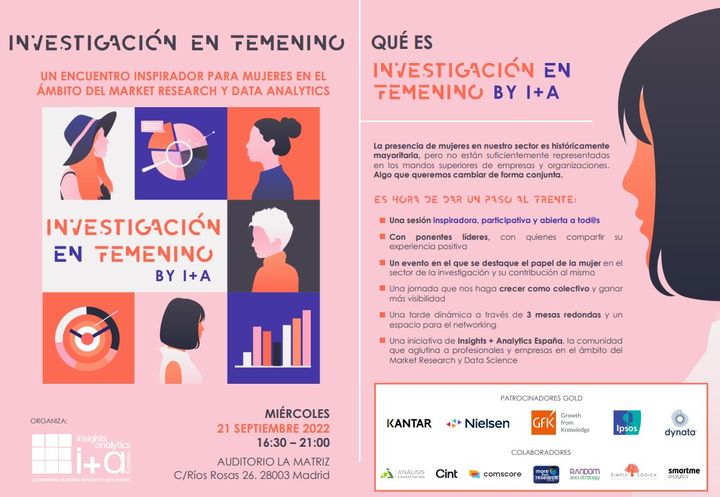 INVESTIGACIÓN EN FEMENINO
UN ENCUENTRO INSPIRADOR PARA MUJERES EN EL
ÁMBITO DEL MARKET RESEARCH Y DATA ANALYTICS
INVESTIGACIÓN
EN FEMENINO
BY I+A
ORGANIZA:
insights
analytics
i+a
España
MIÉRCOLES
21 SEPTIEMBRE 2022
16:30 – 21:00
AUDITORIO LA MATRIZ
C/Ríos Rosas 26. 28003 Madrid
QUÉ ES
INVESTIGACIÓN EN
FEMENINO BY I+A
La presencia de mujeres en nuestro sector es históricamente
mayoritaria, pero no están suficientemente representadas
en los mandos superiores de empresas y organizaciones.
Algo que queremos cambiar de forma conjunta.
ES HORA DE DAR UN PASO AL FRENTE:
Una sesión inspiradora, participativa y abierta a tod@s
Con ponentes líderes, con quienes compartir su
experiencia positiva
Un evento en el que se destaque el papel de la mujer en el
sector de la investigación y su contribución al mismo
Una jornada que nos haga crecer como colectivo y ganar
más visibilidad
Una tarde dinámica a través de 3 mesas redondas y un
espacio para el networking
Una iniciativa de Insights + Analytics España, la comunidad
que aglutina a profesionales y empresas en el ámbito del
Market Research y Data Science
PATROCINADORES GOLD
KANTAR
Nielsen
GfK
Growth
from
Knowledge
Ipsos
dynata
COLABORADORES
ANÁLISIS
E INVESTIGACIÓN
Cint
comscore
more
than
research
RANDOM
strategy
SIMPLE LÓGICA
smartme
analytics